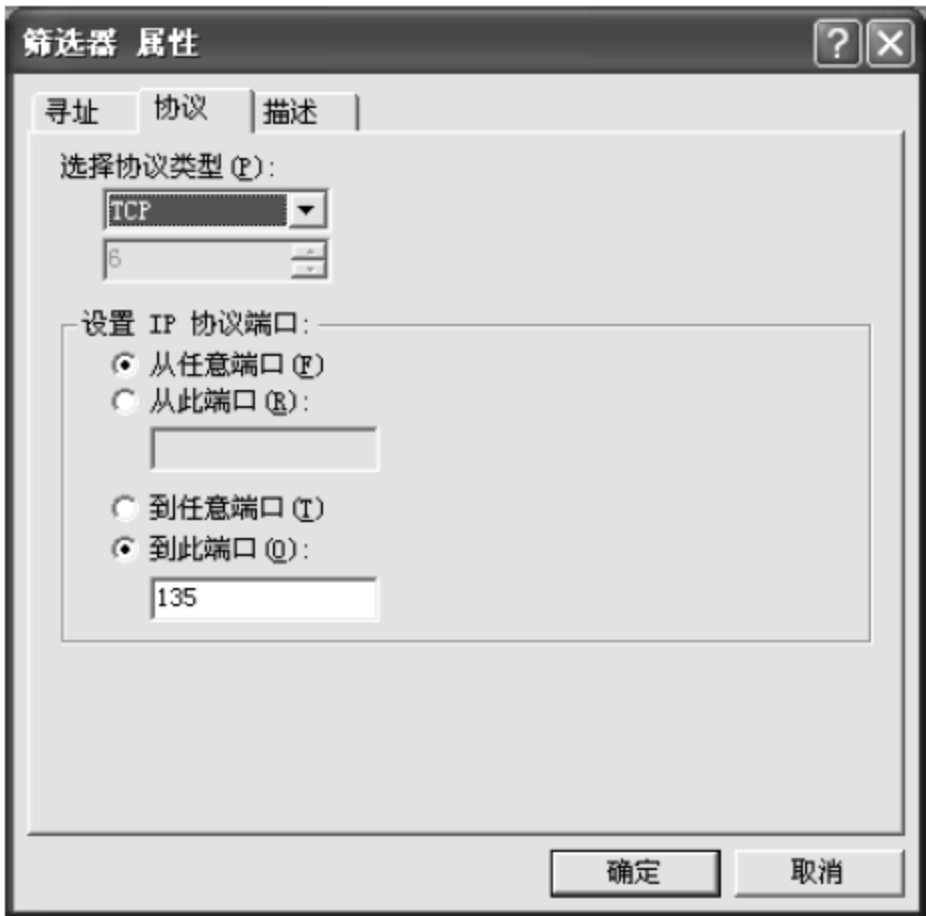 筛选器 属性
寻址 协议 描述
选择协议类型(P):
TCP
6
设置 IP 协议端口:
从任意端口(F)
从此端口(R):
到任意端口(T)
到此端口(O):
135
确定 取消